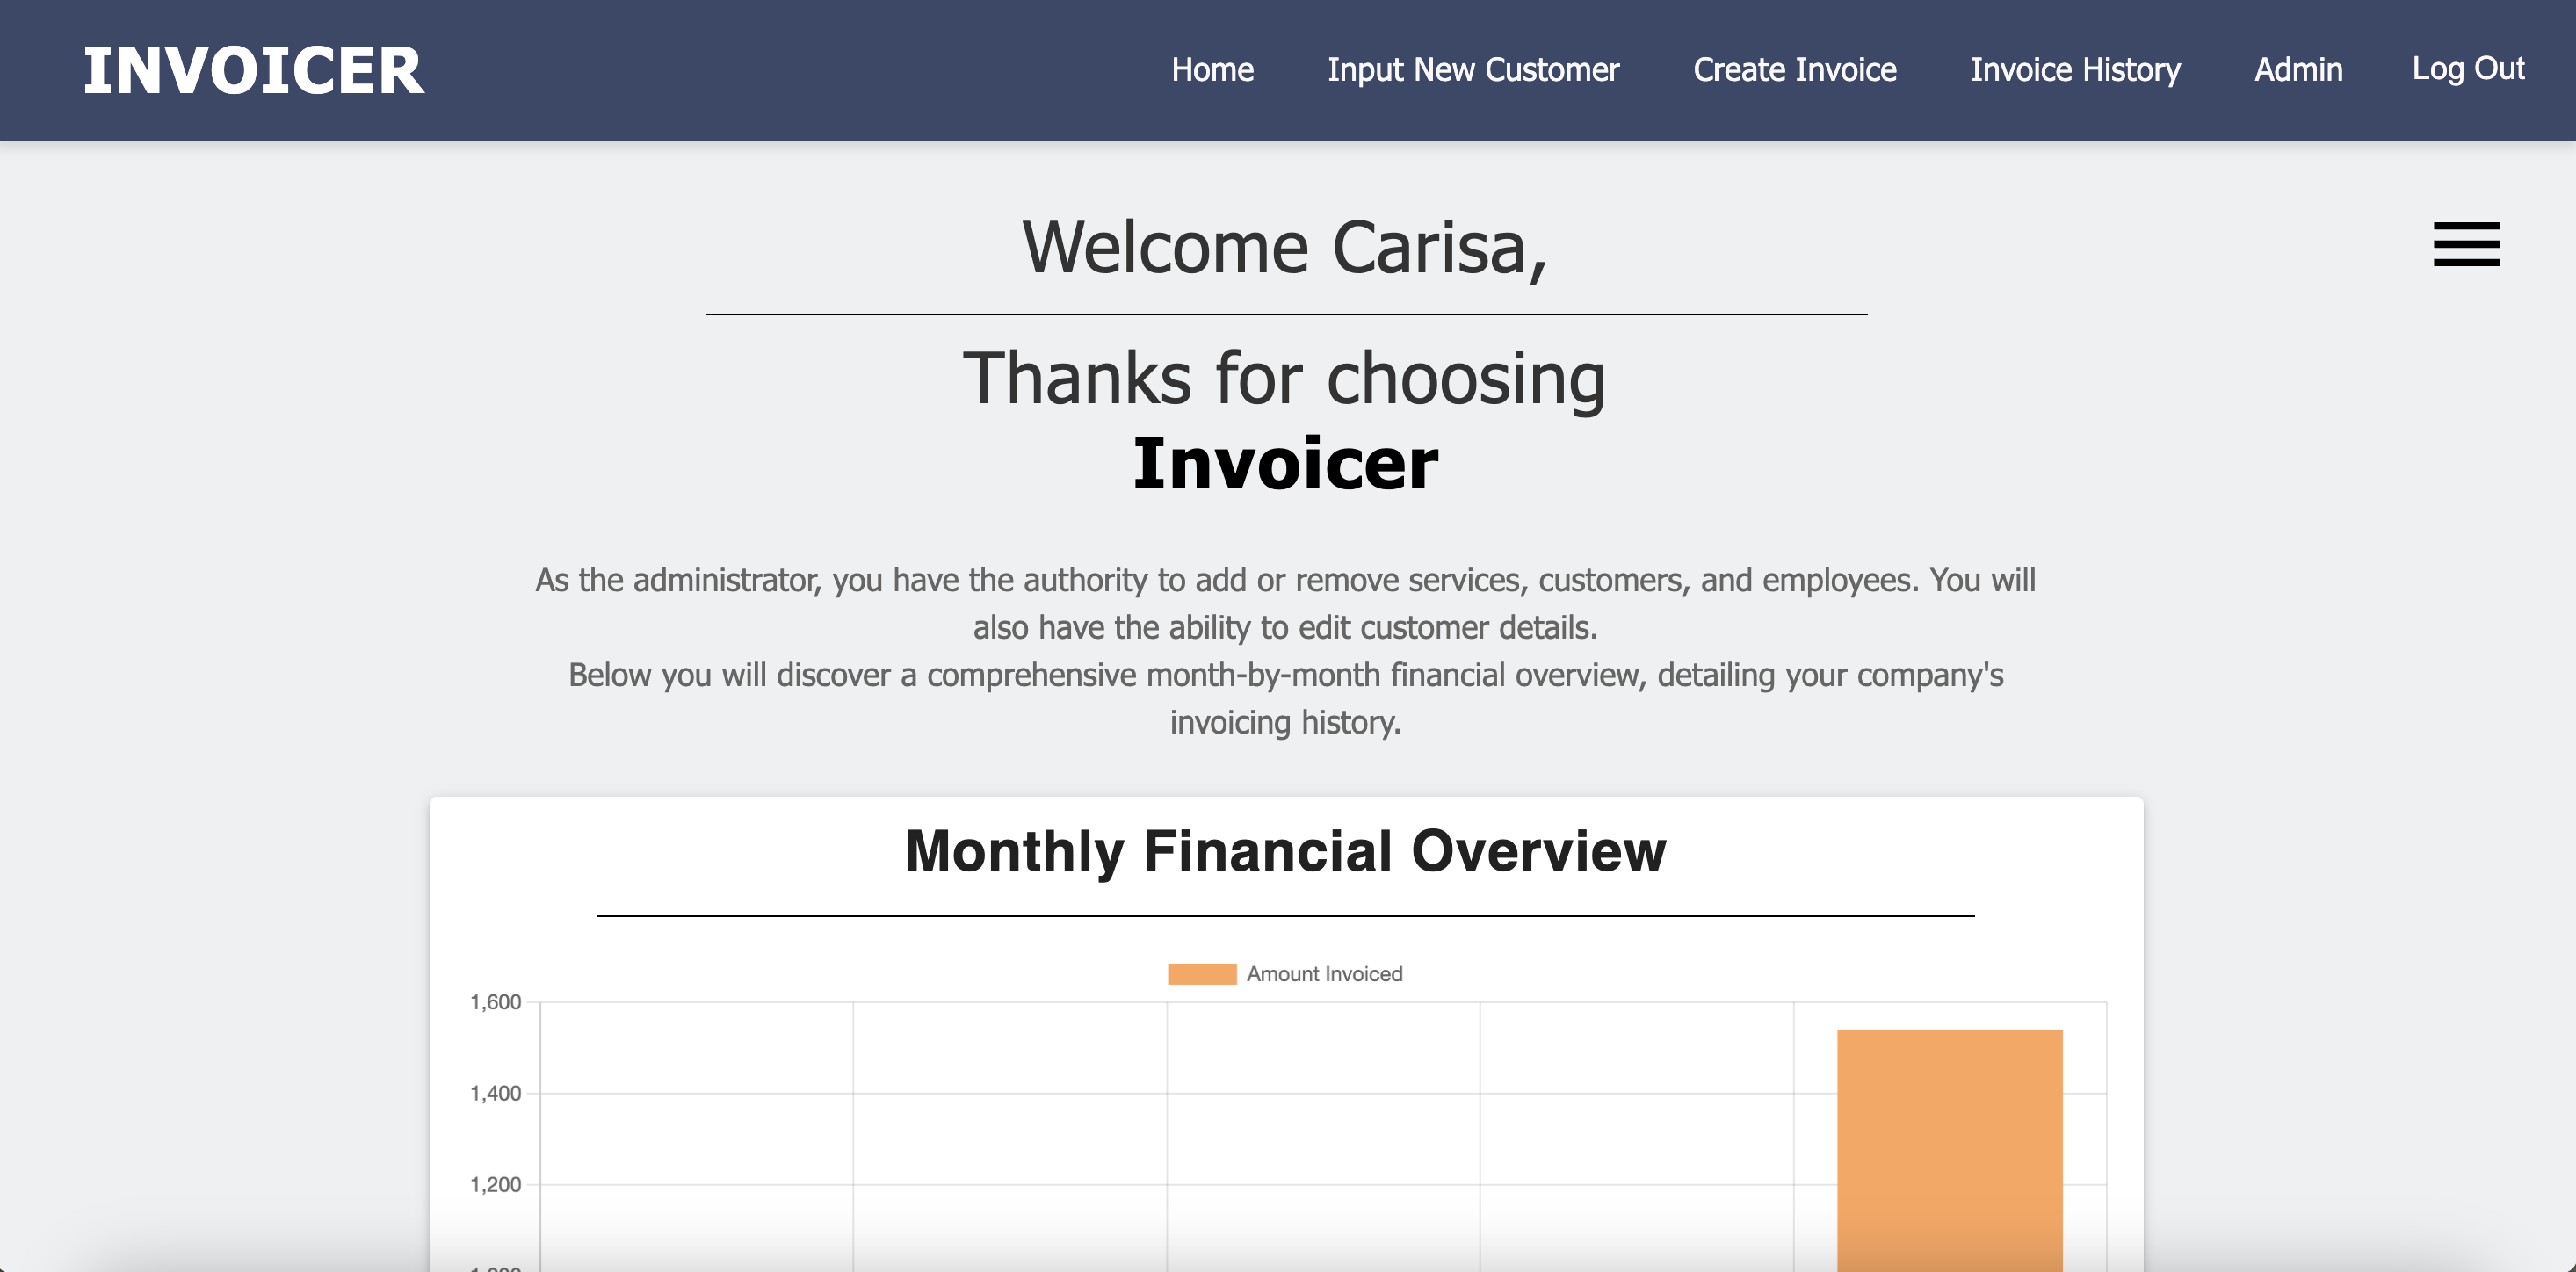 INVOICER
Home
Input New Customer
Create Invoice
Invoice History
Admin
Log Out
Welcome Carisa,
Thanks for choosing
Invoicer
As the administrator, you have the authority to add or remove services, customers, and employees. You will
also have the ability to edit customer details.
Below you will discover a comprehensive month-by-month financial overview, detailing your company's
invoicing history.
Monthly Financial Overview
Amount Invoiced
1,600
1,400
1,200